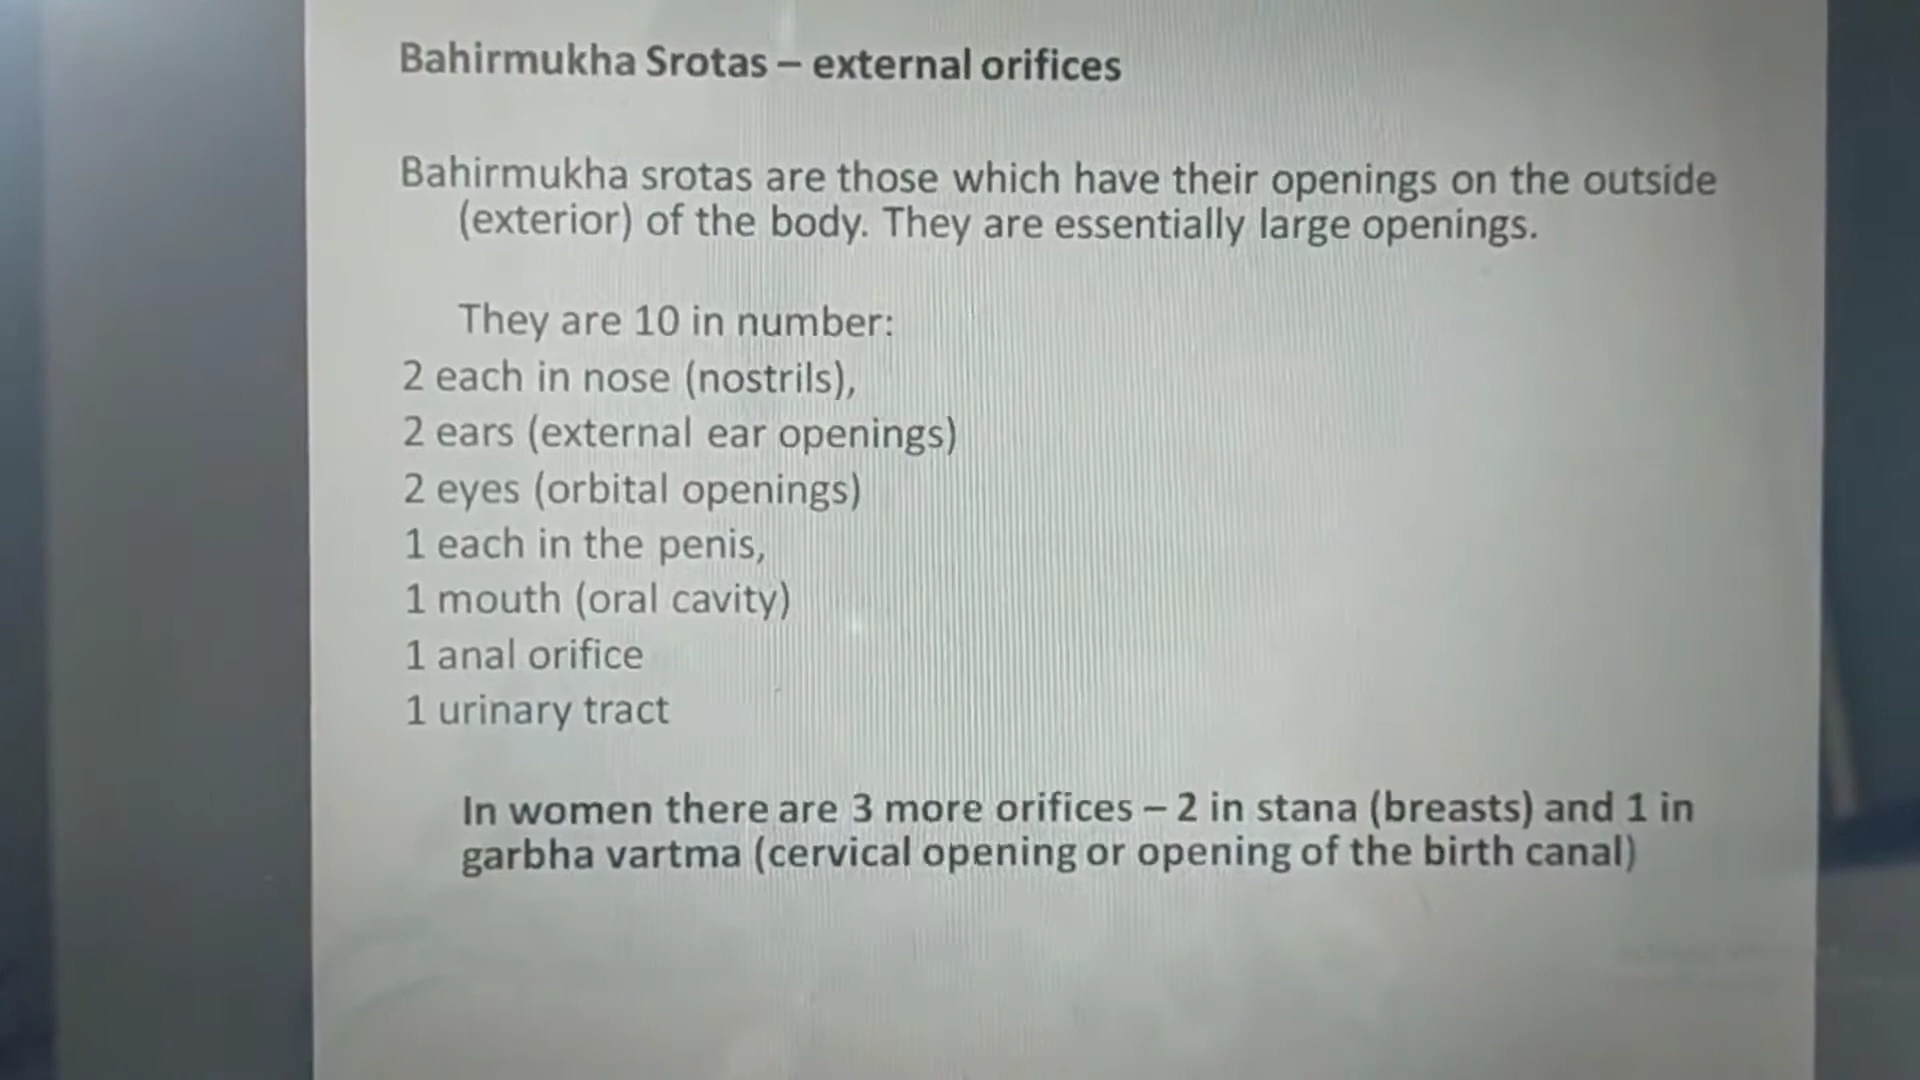 Bahirmukha Srotas – external orifices
Bahirmukha srotas are those which have their openings on the outside
(exterior) of the body. They are essentially large openings.
They are 10 in number:
2 each in nose (nostrils),
2 ears (external ear openings)
2 eyes (orbital openings)
1 each in the penis,
1 mouth (oral cavity)
1 anal orifice
1 urinary tract
In women there are 3 more orifices – 2 in stana (breasts) and 1 in
garbha vartma (cervical opening or opening of the birth canal)